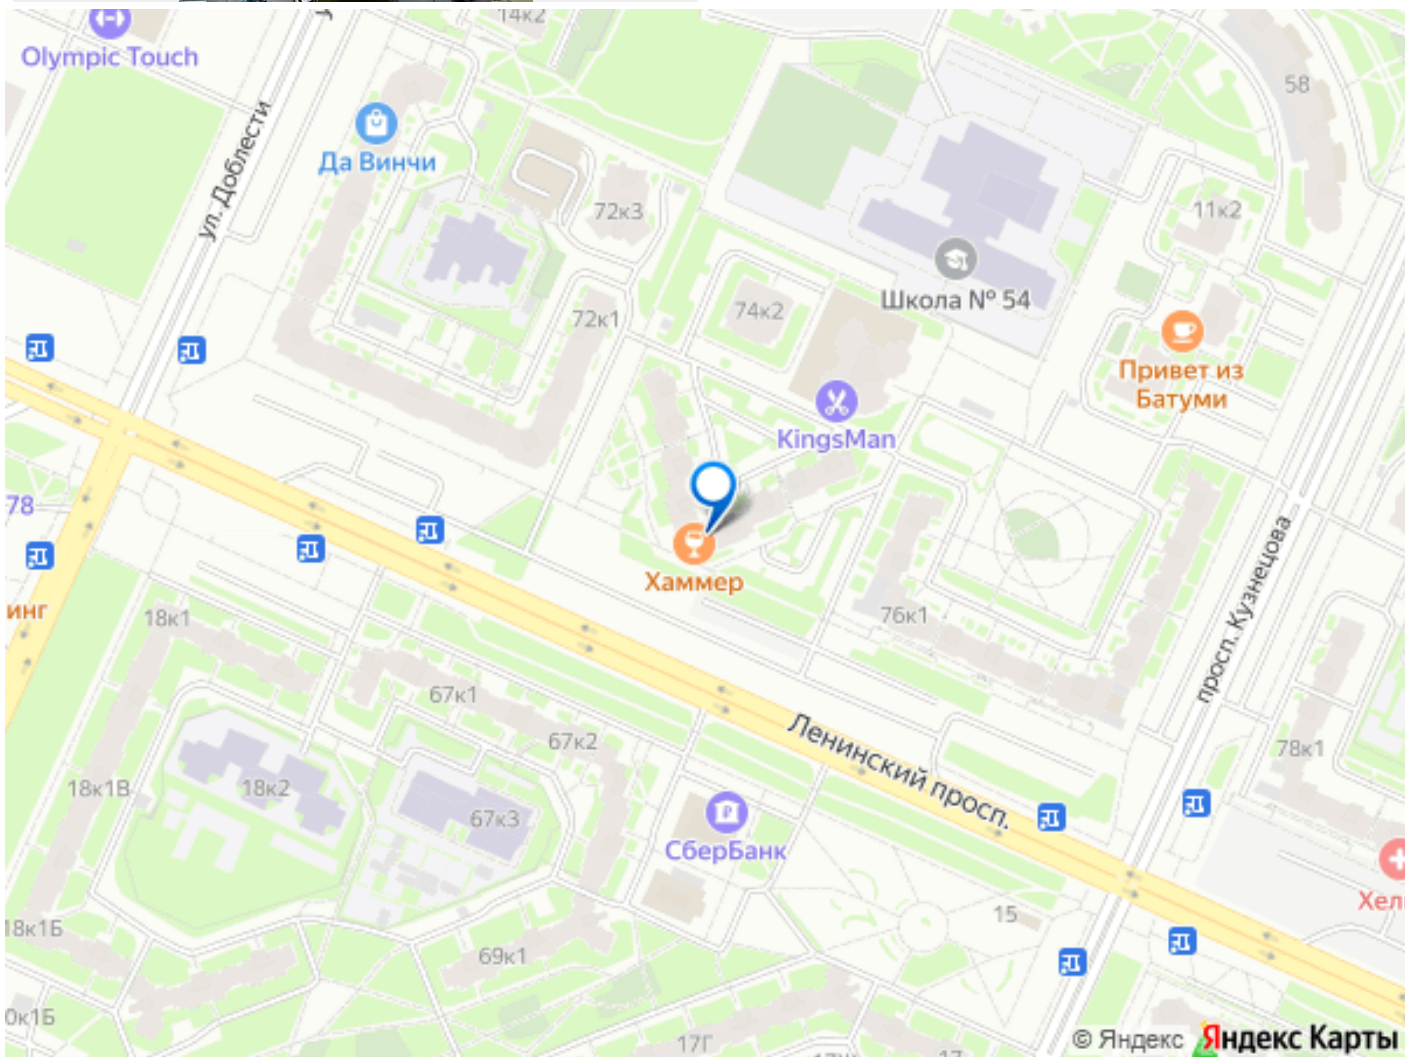 14к2
Olympic Touch
58
ул. Доблести
Да Винчи
72к3
11к2
Школа № 54
74к2
72к1
Привет из
Батуми
KingsMan
78
Хаммер
просп. Кузнецова
инг
18к1
76к1
67к1
Ленинский просп.
67к2
78к1
18к1В
18к2
67к3
СберБанк
Хел
15
18к1Б
69к1
0к1Б
17Г
17
© Яндекс Яндекс Карты